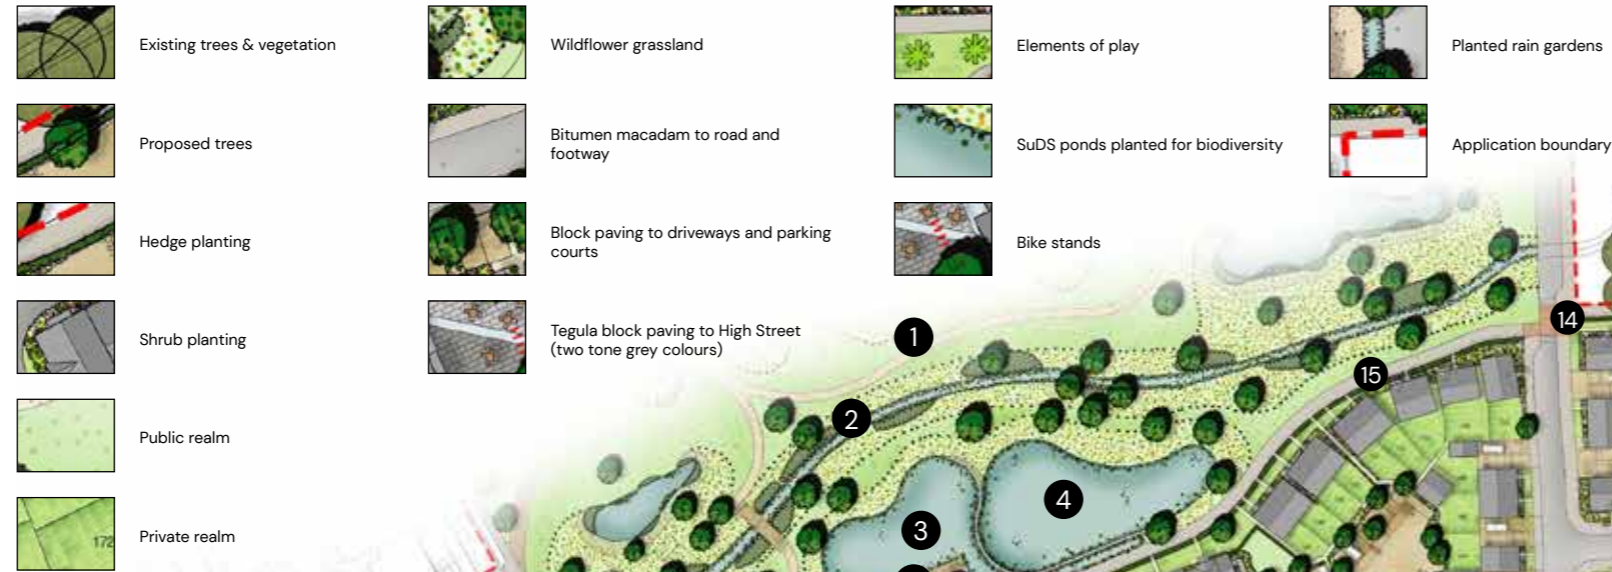 Existing trees & vegetation
Proposed trees
Hedge planting
Shrub planting
Public realm
Private realm
172
Wildflower grassland
Bitumen macadam to road and
footway
Block paving to driveways and parking
courts
Tegula block paving to High Street
(two tone grey colours)
Elements of play
SuDS ponds planted for biodiversity
Bike stands
Planted rain gardens
Application boundary
1
14
15
2
4
3